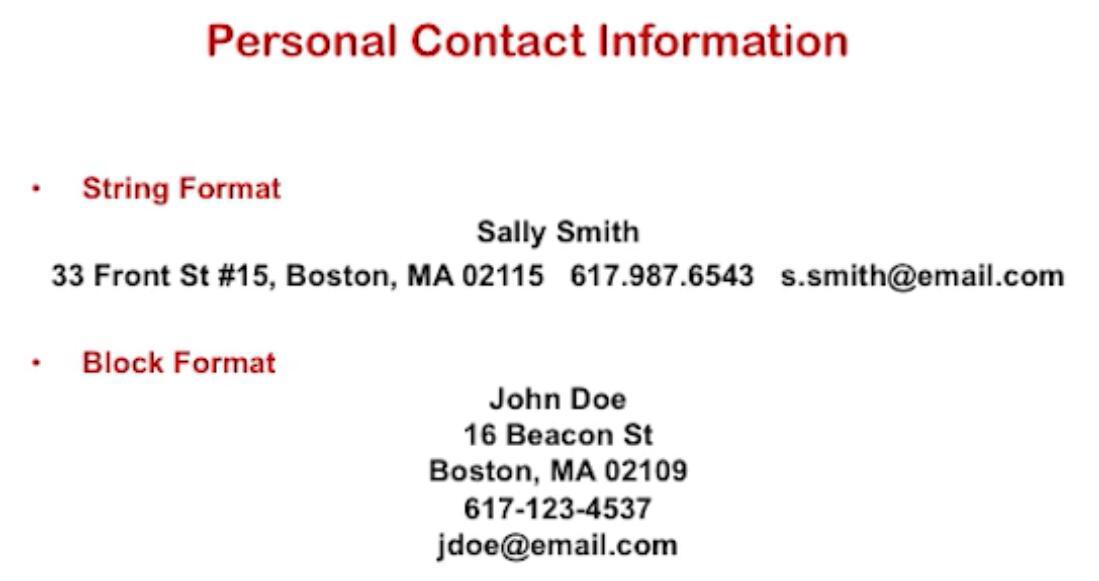 Personal Contact Information
• String Format
Sally Smith
33 Front St #15, Boston, MA 02115 617.987.6543 s.smith@email.com
• Block Format
John Doe
16 Beacon St
Boston, MA 02109
617-123-4537
jdoe@email.com